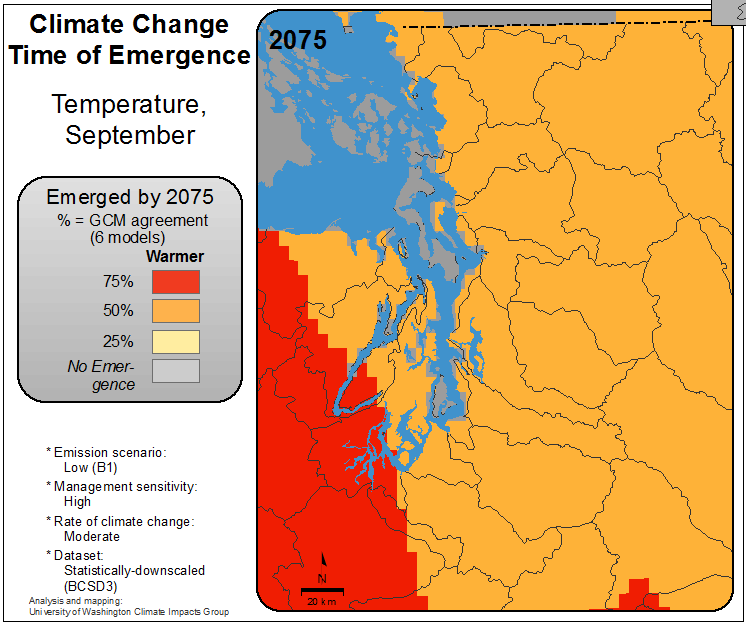 Climate Change
Time of Emergence
Temperature,
September
Emerged by 2075
% = GCM agreement
(6 models)
Warmer
75%
50%
25%
No Emer-
gence
* Emission scenario:
Low (B1)
* Management sensitivity:
High
* Rate of climate change:
Moderate
* Dataset:
Statistically-downscaled
(BCSD3)
Analysis and mapping:
University of Washington Climate Impacts Group
2075
N
20 km